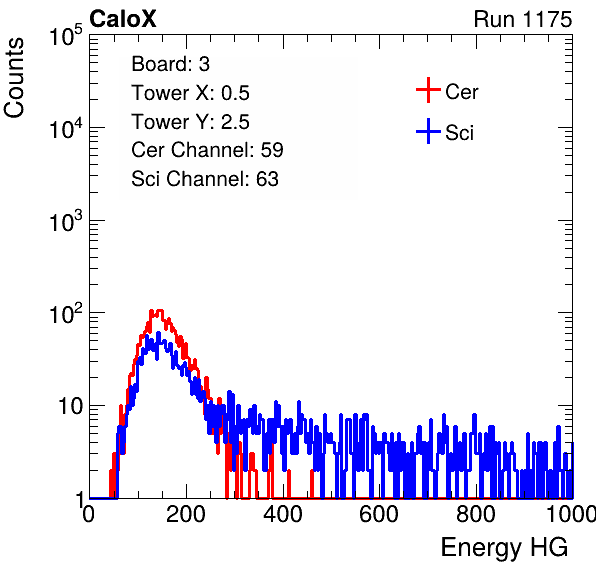 CaloX Run 1175
Counts
Board: 3
Tower X: 0.5
Tower Y: 2.5
Cer Channel: 59
Sci Channel: 63
Cer
Sci
10^5
10^4
10^3
10^2
10
1
0 200 400 600 800 1000
Energy HG